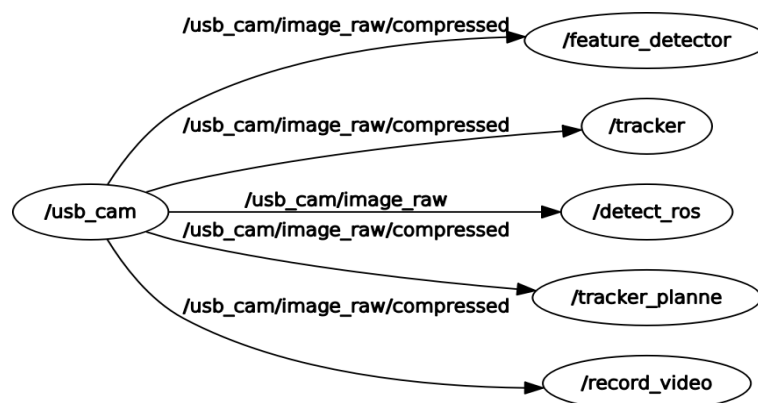 /usb_cam/image_raw/compressed
/feature_detector
/usb_cam/image_raw/compressed
/tracker
/usb_cam
/usb_cam/image_raw
/detect_ros
/usb_cam/image_raw/compressed
/tracker_planne
/usb_cam/image_raw/compressed
/record_video